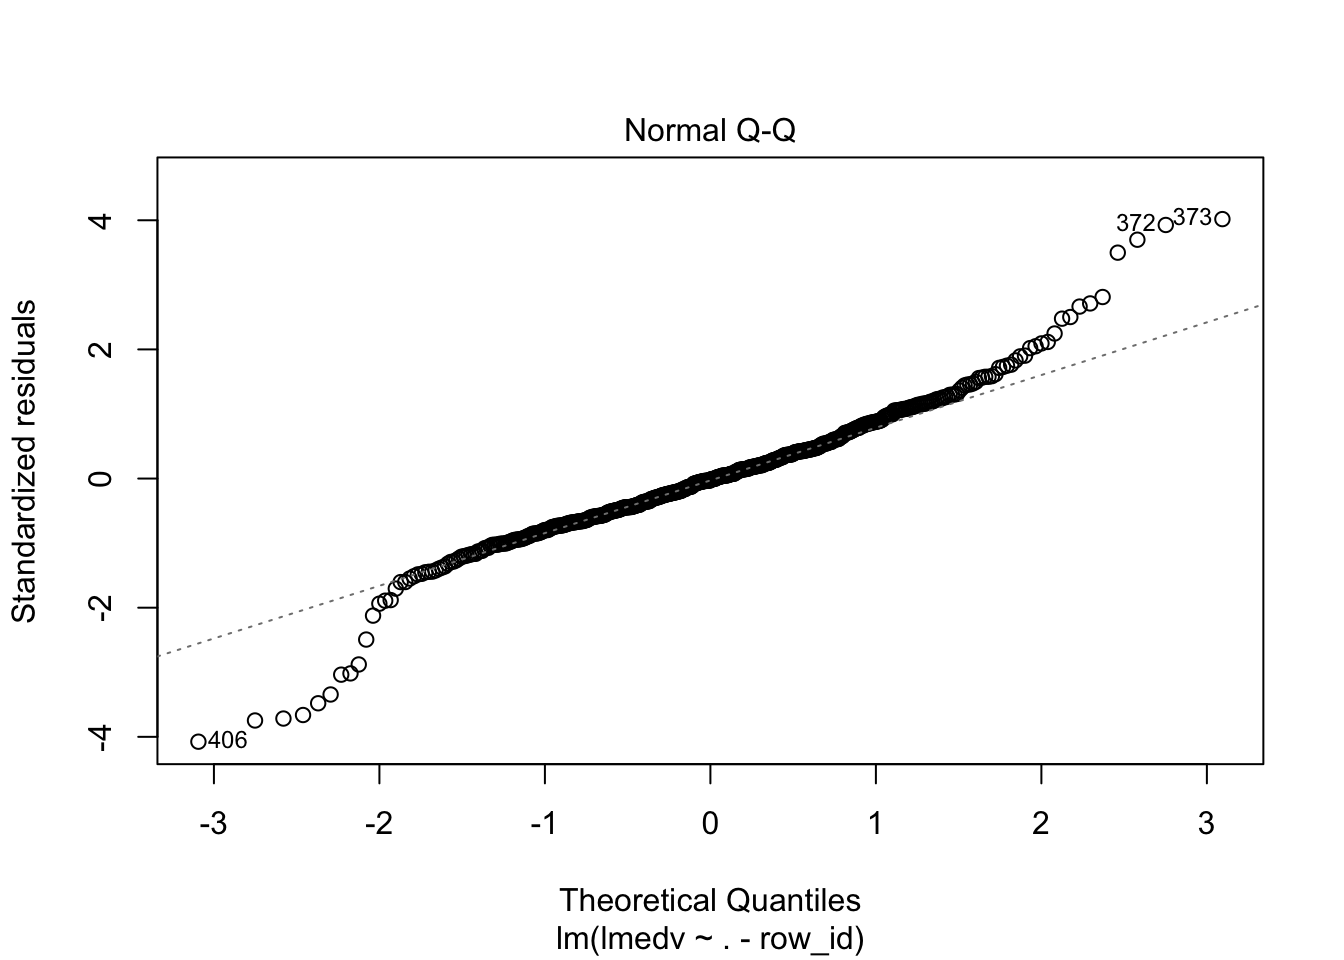 Normal Q-Q
Standardized residuals
4
2
0
-2
-4
372
373
406
-3 -2 -1 0 1 2 3
Theoretical Quantiles
lm(lmedv ~ . - row_id)